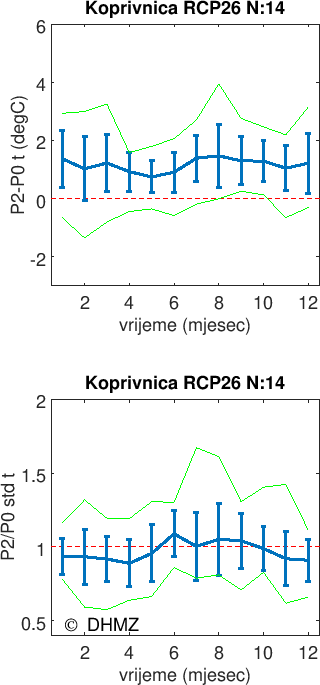 Koprivnica RCP26 N:14
6
4
2
0
-2
P2-P0 t (degC)
2 4 6 8 10 12
vrijeme (mjesec)
Koprivnica RCP26 N:14
2
1.5
1
0.5
P2/P0 std t
© DHMZ
2 4 6 8 10 12
vrijeme (mjesec)